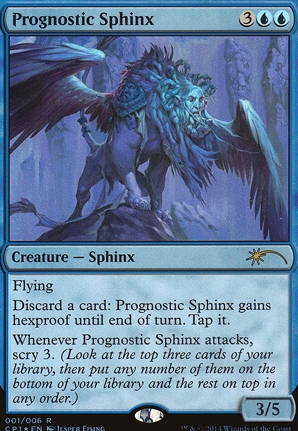 Prognostic Sphinx 3
Creature — Sphinx
Flying
Discard a card: Prognostic Sphinx gains
hexproof until end of turn. Tap it.
Whenever Prognostic Sphinx attacks,
scry 3. (Look at the top three cards of your
library, then put any number of them on
the bottom of your library and the rest on top
in any order.)
3/5
001/006 R
CP1★EN Jesper Ejsing
™ & © 2014 Wizards of the Coast